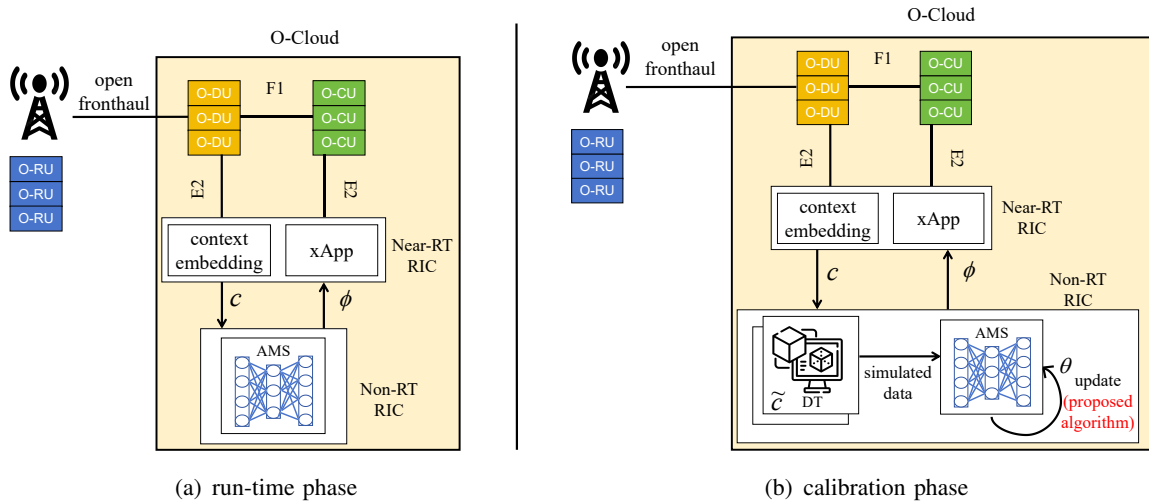 O-Cloud
open
fronthaul
O-DU
O-DU
O-DU
F1
O-CU
O-CU
O-CU
O-RU
O-RU
O-RU
E2
E2
context
embedding
xApp
Near-RT
RIC
c
ϕ
AMS
Non-RT
RIC
(a) run-time phase
O-Cloud
open
fronthaul
O-DU
O-DU
O-DU
F1
O-CU
O-CU
O-CU
O-RU
O-RU
O-RU
E2
E2
context
embedding
xApp
Near-RT
RIC
c
ϕ
Non-RT
RIC
c̃
DT
simulated
data
AMS
θ
update
(proposed
algorithm)
(b) calibration phase